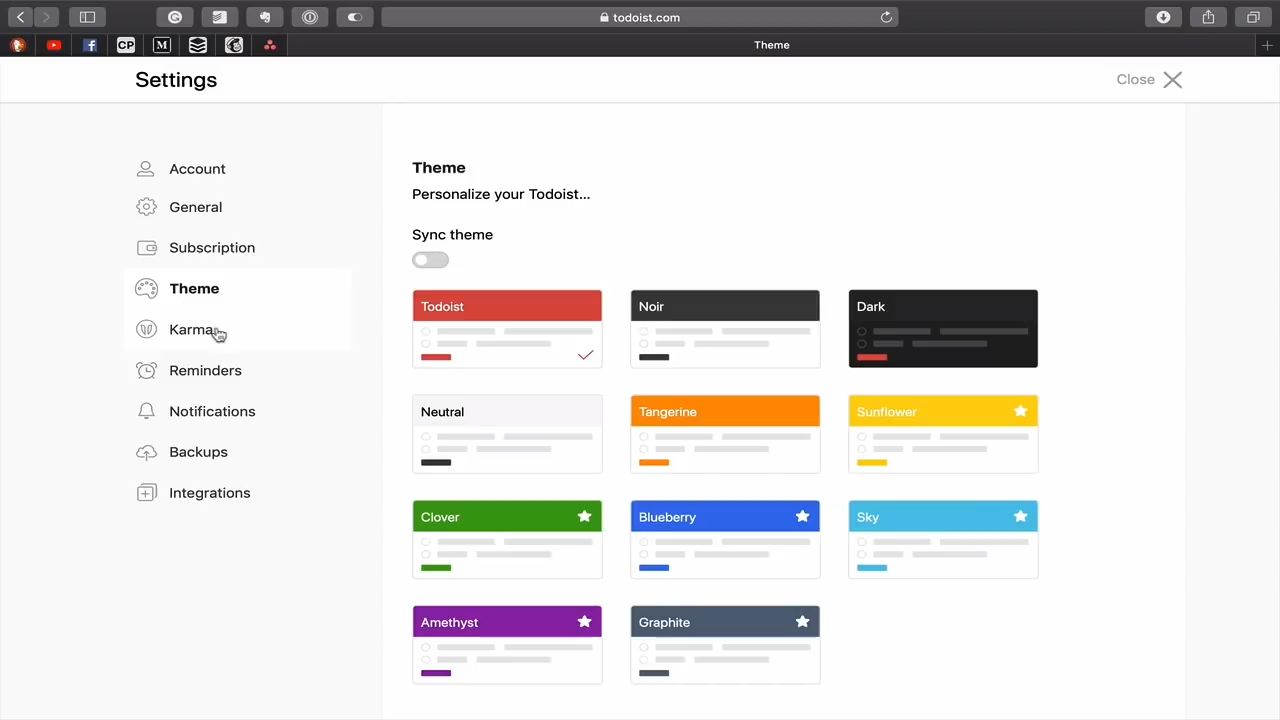 todoist.com
CP
M
Theme
Settings
Close
Account
General
Subscription
Theme
Karma
Reminders
Notifications
Backups
Integrations
Theme
Personalize your Todoist...
Sync theme
Todoist
Noir
Dark
Neutral
Tangerine
Sunflower
Clover
Blueberry
Sky
Amethyst
Graphite